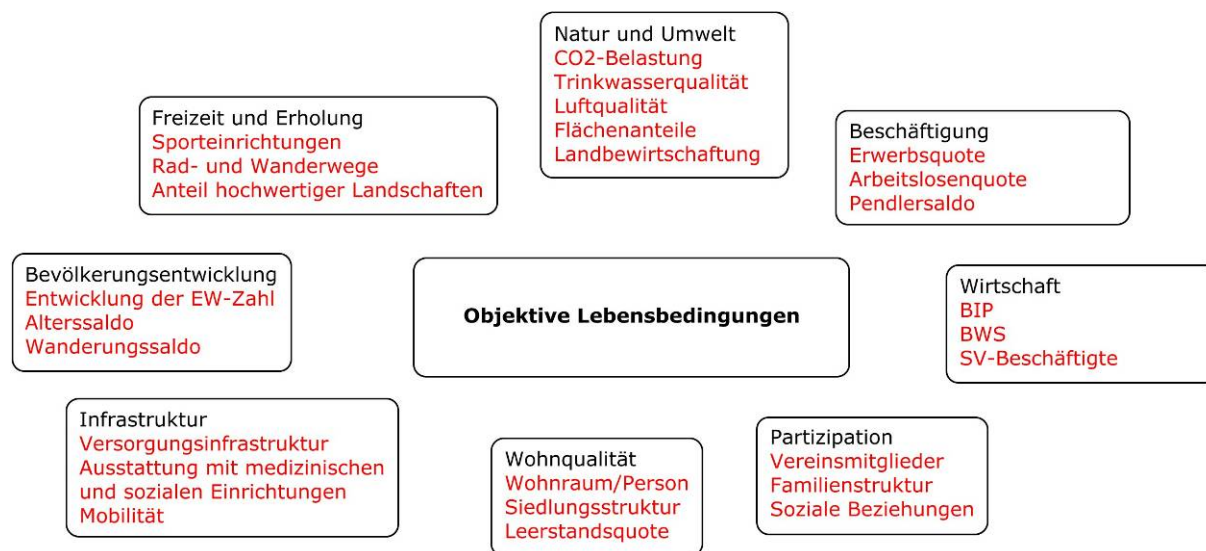 Natur und Umwelt
CO2-Belastung
Trinkwasserqualität
Luftqualität
Flächenanteile
Landbewirtschaftung
Freizeit und Erholung
Sporteinrichtungen
Rad- und Wanderwege
Anteil hochwertiger Landschaften
Beschäftigung
Erwerbsquote
Arbeitslosenquote
Pendlersaldo
Bevölkerungsentwicklung
Entwicklung der EW-Zahl
Alterssaldo
Wanderungssaldo
Objektive Lebensbedingungen
Wirtschaft
BIP
BWS
SV-Beschäftigte
Infrastruktur
Versorgungsinfrastruktur
Ausstattung mit medizinischen
und sozialen Einrichtungen
Mobilität
Wohnqualität
Wohnraum/Person
Siedlungsstruktur
Leerstandsquote
Partizipation
Vereinsmitglieder
Familienstruktur
Soziale Beziehungen